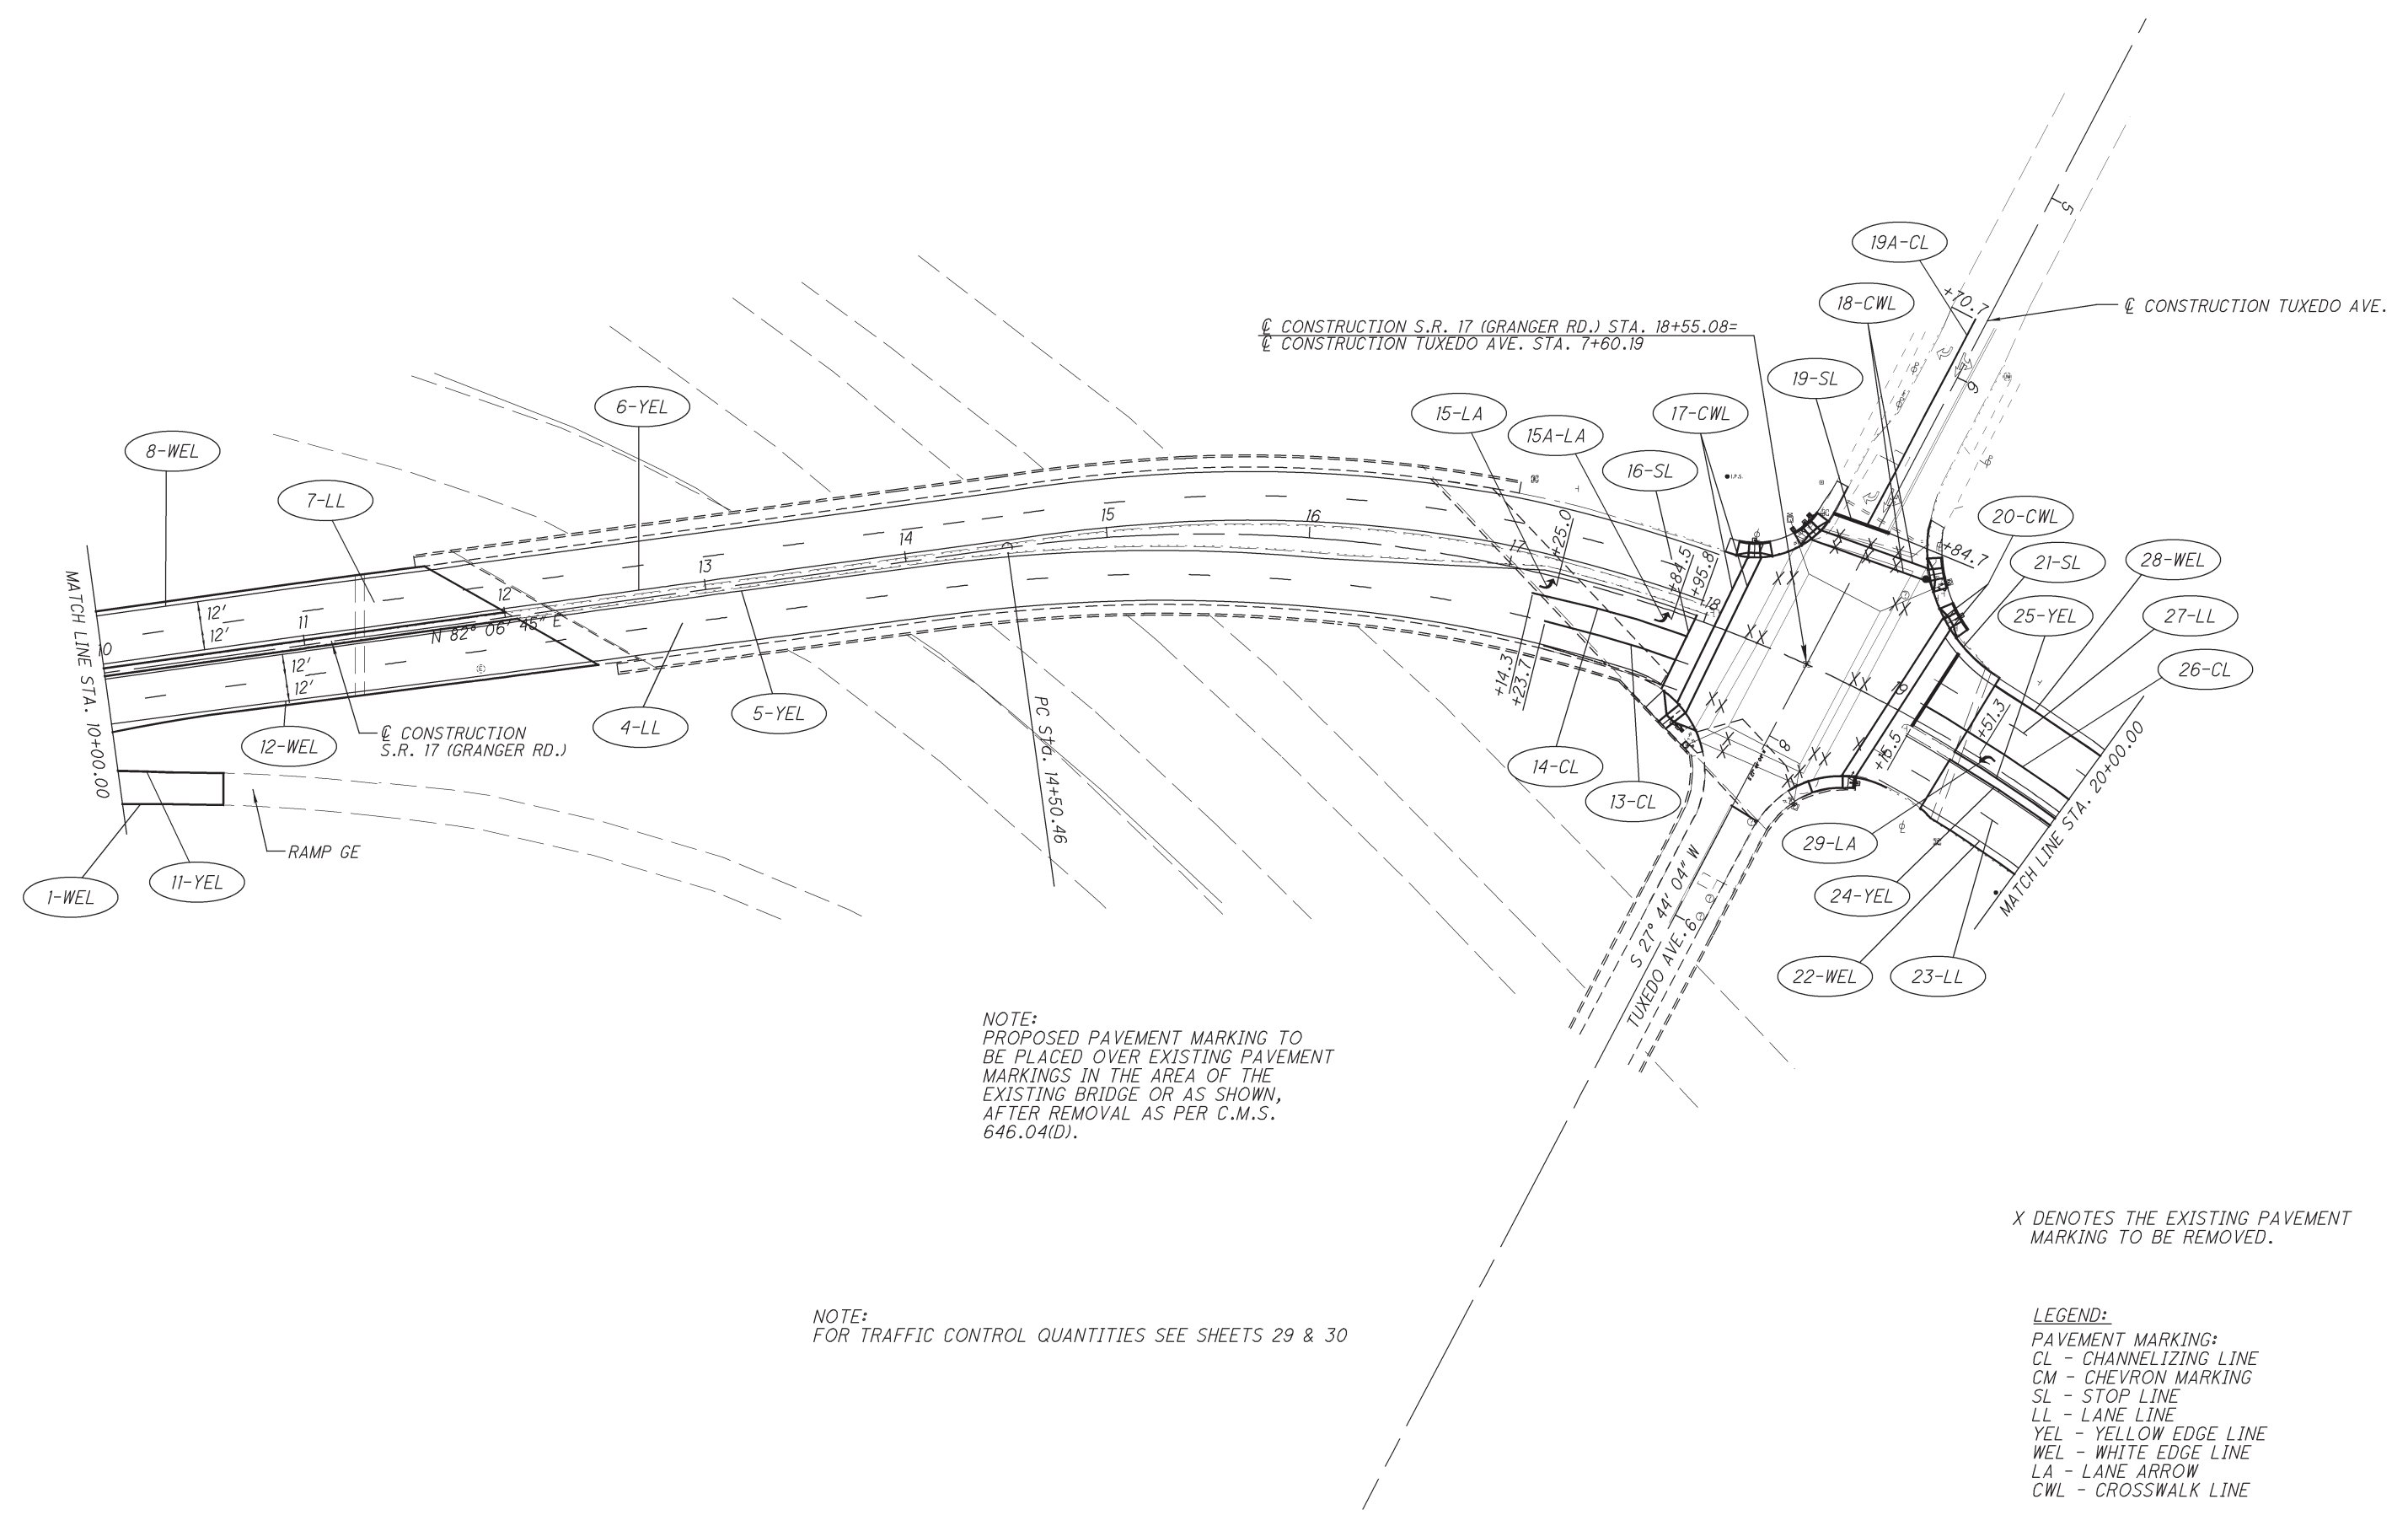 19A-CL
18-CWL
+70.7
℄ CONSTRUCTION TUXEDO AVE.
5
6
℄ CONSTRUCTION S.R. 17 (GRANGER RD.) STA. 18+55.08=
℄ CONSTRUCTION TUXEDO AVE. STA. 7+60.19
19-SL
15-LA
15A-LA
17-CWL
16-SL
6-YEL
8-WEL
7-LL
20-CWL
21-SL
28-WEL
25-YEL
27-LL
26-CL
+84.7
+25.0
+84.5
+95.8
10
11
12
13
14
15
16
17
18
19
12'
12'
12'
12'
N 82° 06' 45" E
MATCH LINE STA. 10+00.00
12-WEL
℄ CONSTRUCTION
S.R. 17 (GRANGER RD.)
4-LL
5-YEL
PC Sta. 14+50.46
+14.3
+23.7
14-CL
13-CL
8
+51.3
+15.5
29-LA
24-YEL
22-WEL
23-LL
MATCH LINE STA. 20+00.00
1-WEL
11-YEL
RAMP GE
S 27° 44' 04" W
TUXEDO AVE.
6
NOTE:
PROPOSED PAVEMENT MARKING TO
BE PLACED OVER EXISTING PAVEMENT
MARKINGS IN THE AREA OF THE
EXISTING BRIDGE OR AS SHOWN,
AFTER REMOVAL AS PER C.M.S.
646.04(D).
X DENOTES THE EXISTING PAVEMENT
MARKING TO BE REMOVED.
NOTE:
FOR TRAFFIC CONTROL QUANTITIES SEE SHEETS 29 & 30
LEGEND:
PAVEMENT MARKING:
CL - CHANNELIZING LINE
CM - CHEVRON MARKING
SL - STOP LINE
LL - LANE LINE
YEL - YELLOW EDGE LINE
WEL - WHITE EDGE LINE
LA - LANE ARROW
CWL - CROSSWALK LINE